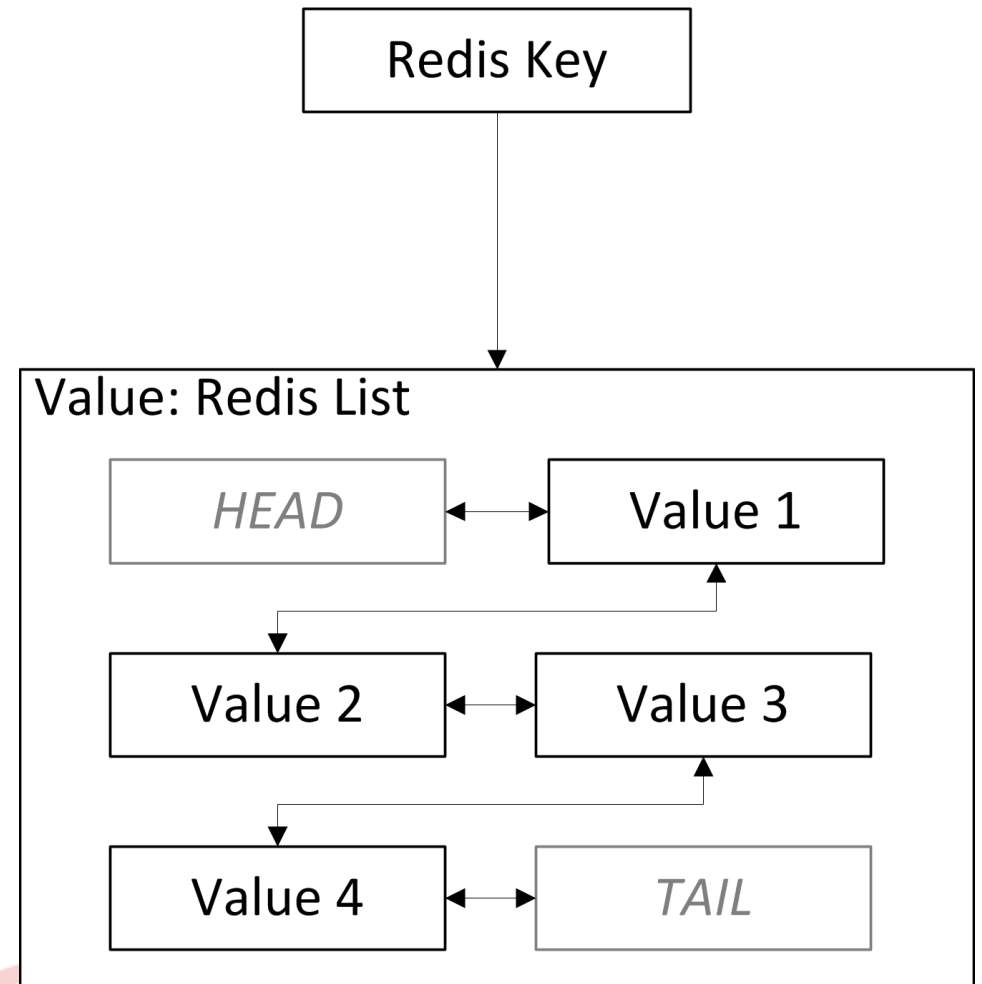 Redis Key
Value: Redis List
HEAD
Value 1
Value 2
Value 3
Value 4
TAIL